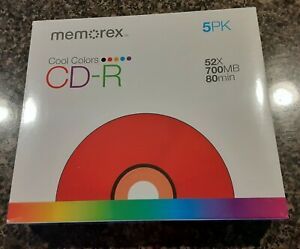 memorex
5PK
Cool Colors
CD-R
52X
700MB
80min